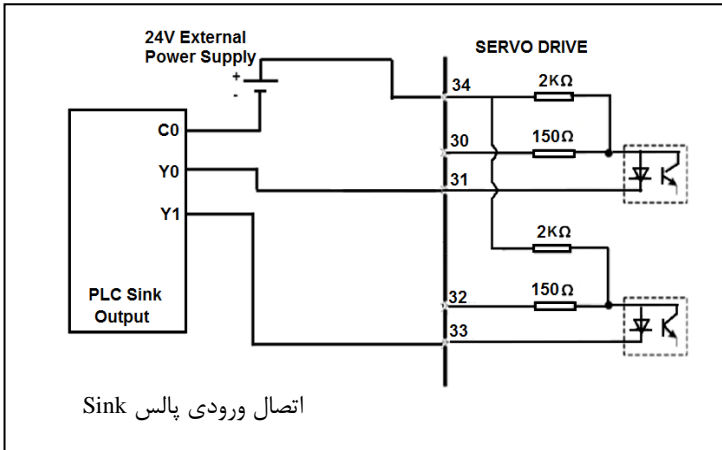 24V External
Power Supply
+
-
SERVO DRIVE
34
2KΩ
C0
30
150Ω
Y0
31
Y1
2KΩ
PLC Sink
Output
32
150Ω
33
اتصال ورودی پالس Sink